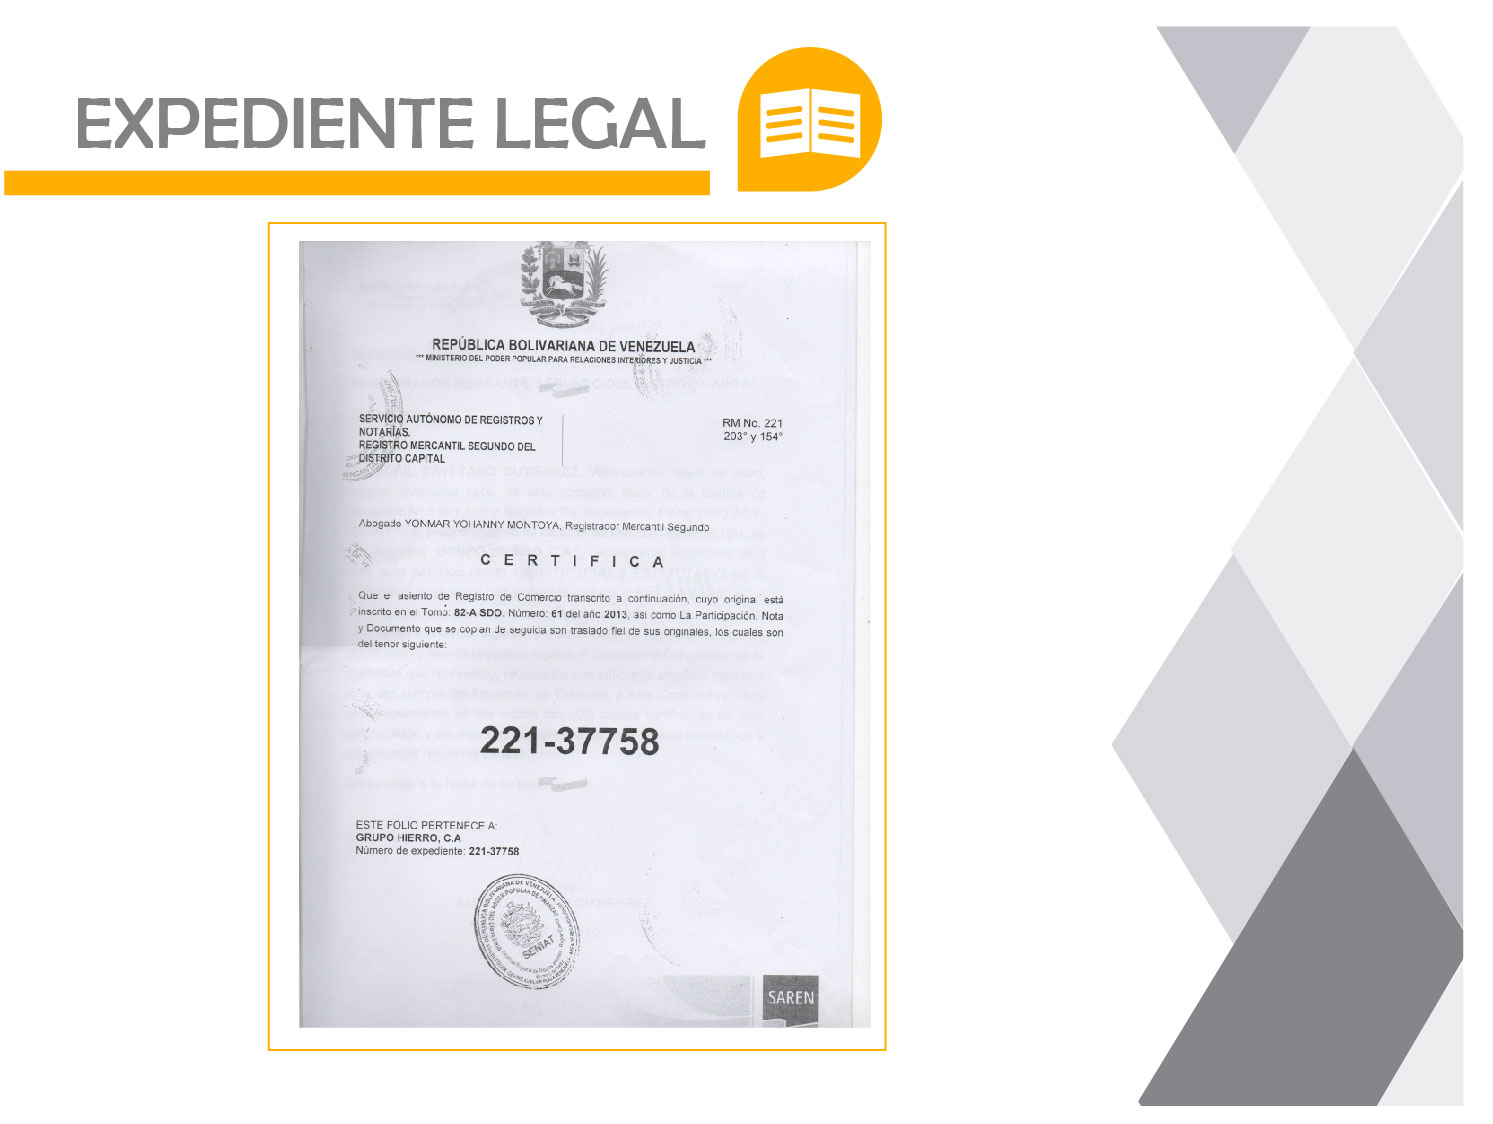 EXPEDIENTE LEGAL
REPÚBLICA BOLIVARIANA DE VENEZUELA
*** MINISTERIO DEL PODER POPULAR PARA RELACIONES INTERIORES Y JUSTICIA ***
SERVICIO AUTÓNOMO DE REGISTROS Y
NOTARÍAS.
REGISTRO MERCANTIL SEGUNDO DEL
DISTRITO CAPITAL
RM No. 221
203° y 154°
Abogado YONMAR YOHANNY MONTOYA, Registrador Mercantil Segundo
C E R T I F I C A
Que el asiento de Registro de Comercio transcrito a continuación, cuyo original está
inscrito en el Tomo: 82-A SDO. Número: 61 del año 2013, así como La Participación, Nota
y Documento que se copian de seguida son traslado fiel de sus originales, los cuales son
del tenor siguiente:
221-37758
ESTE FOLIO PERTENECE A:
GRUPO HIERRO, C.A
Número de expediente: 221-37758
SENIAT
SAREN